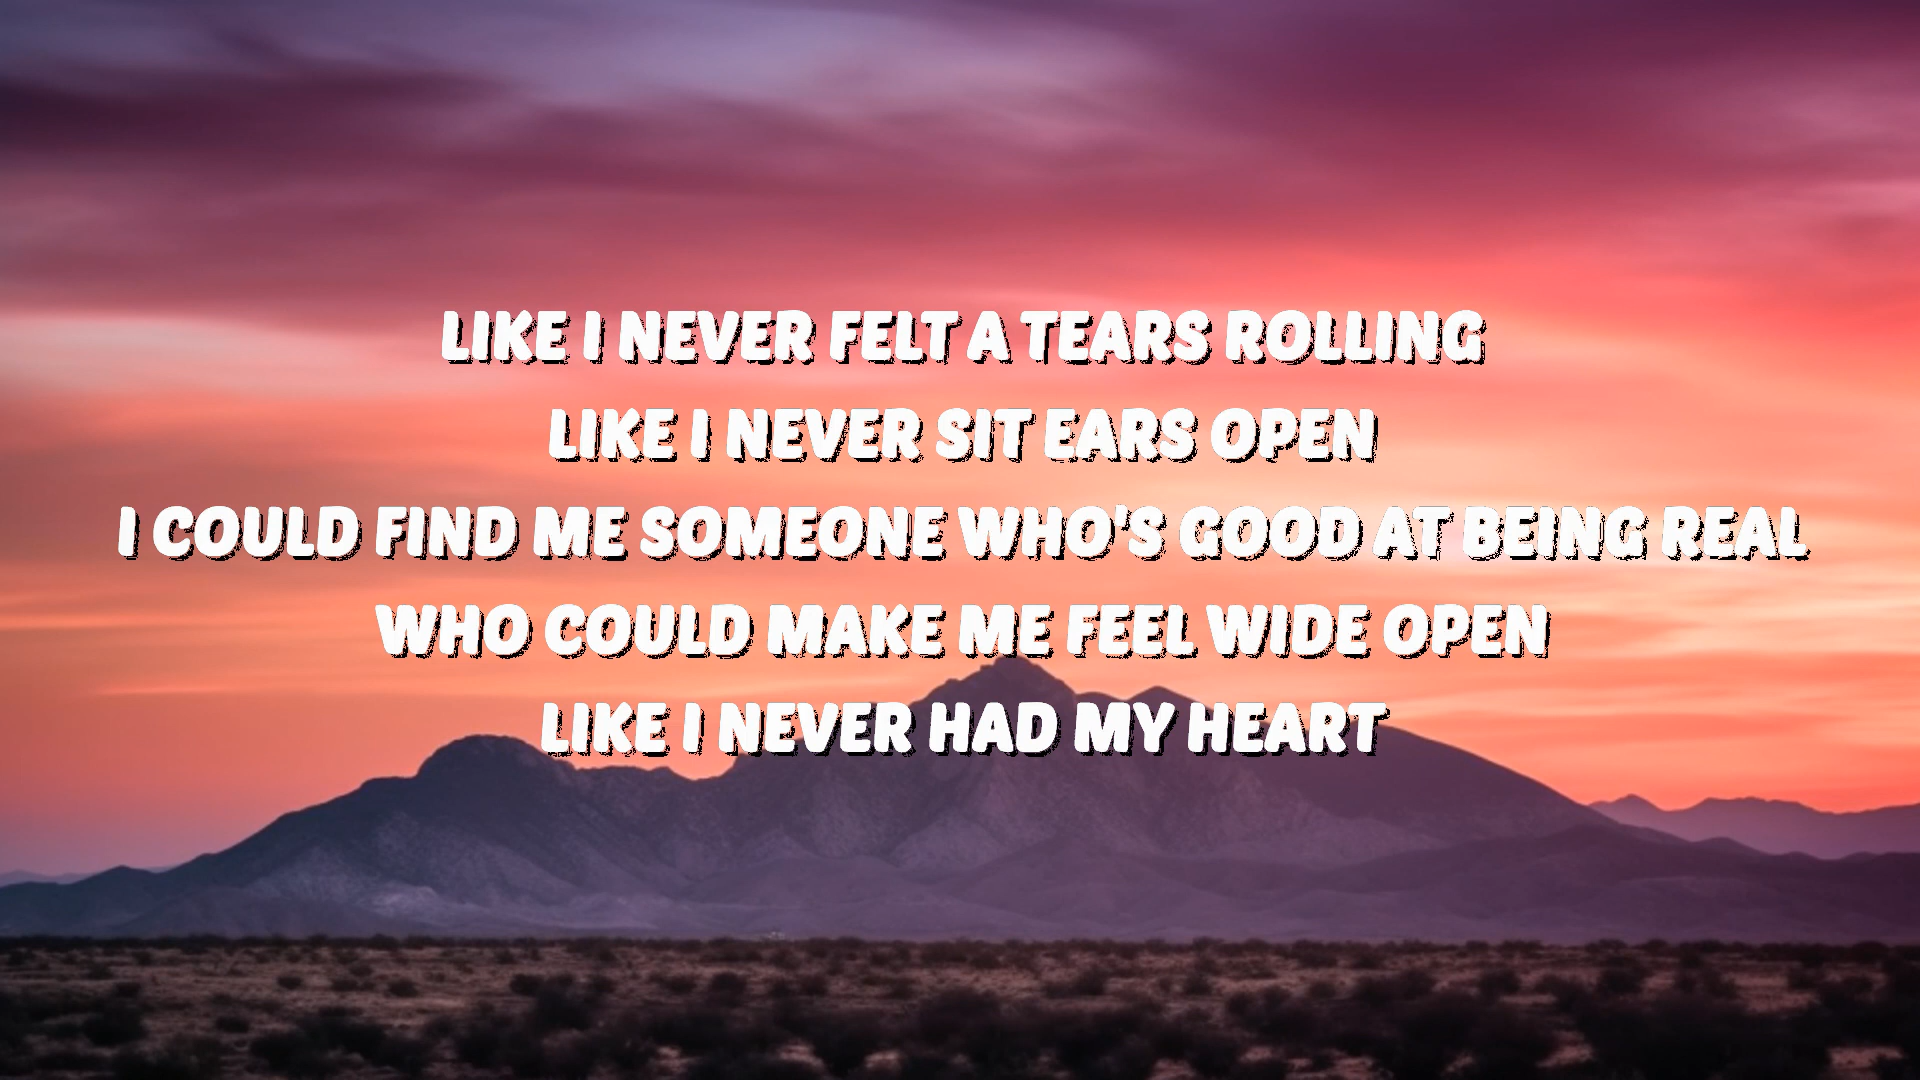 LIKE I NEVER FELT A TEARS ROLLING
LIKE I NEVER SIT EARS OPEN
I COULD FIND ME SOMEONE WHO'S GOOD AT BEING REAL
WHO COULD MAKE ME FEEL WIDE OPEN
LIKE I NEVER HAD MY HEART